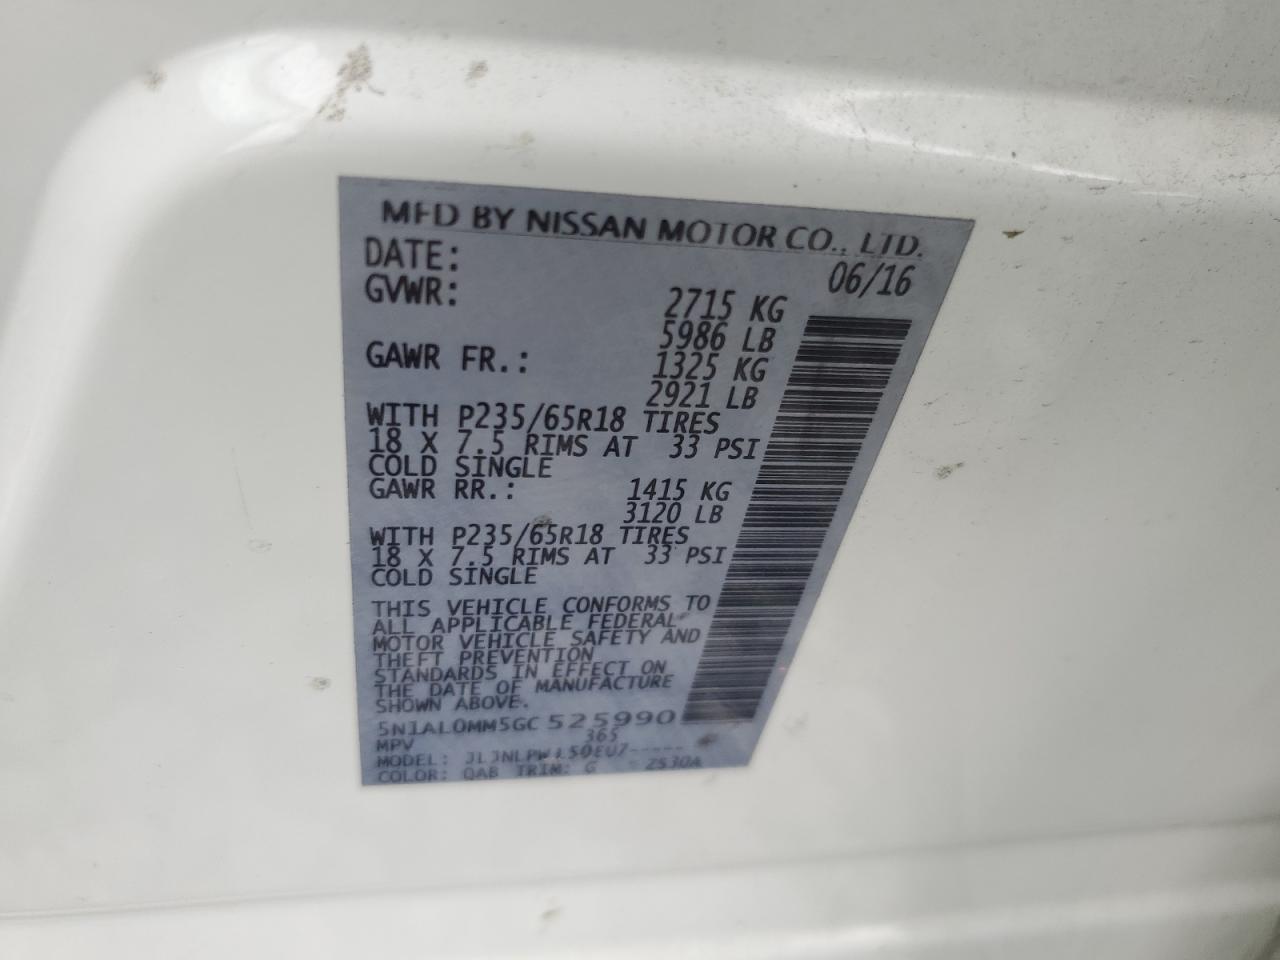 MFD BY NISSAN MOTOR CO., LTD.
DATE: 06/16
GVWR: 2715 KG
5986 LB
GAWR FR.: 1325 KG
2921 LB
WITH P235/65R18 TIRES
18 X 7.5 RIMS AT 33 PSI
COLD SINGLE
GAWR RR.: 1415 KG
3120 LB
WITH P235/65R18 TIRES
18 X 7.5 RIMS AT 33 PSI
COLD SINGLE
THIS VEHICLE CONFORMS TO
ALL APPLICABLE FEDERAL
MOTOR VEHICLE SAFETY AND
THEFT PREVENTION
STANDARDS IN EFFECT ON
THE DATE OF MANUFACTURE
SHOWN ABOVE.
5N1AL0MM5GC525990
MPV 365
MODEL:
COLOR: QAB TRIM: G